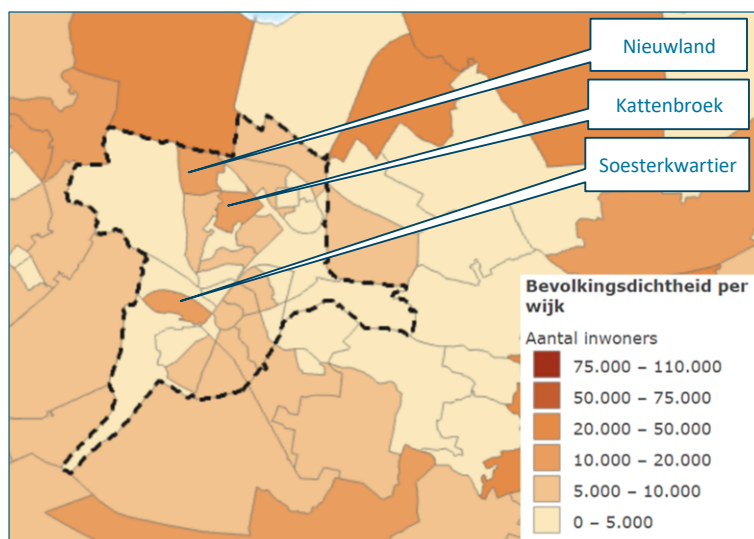 Nieuwland
Kattenbroek
Soesterkwartier
Bevolkingsdichtheid per
wijk
Aantal inwoners
75.000 – 110.000
50.000 – 75.000
20.000 – 50.000
10.000 – 20.000
5.000 – 10.000
0 – 5.000